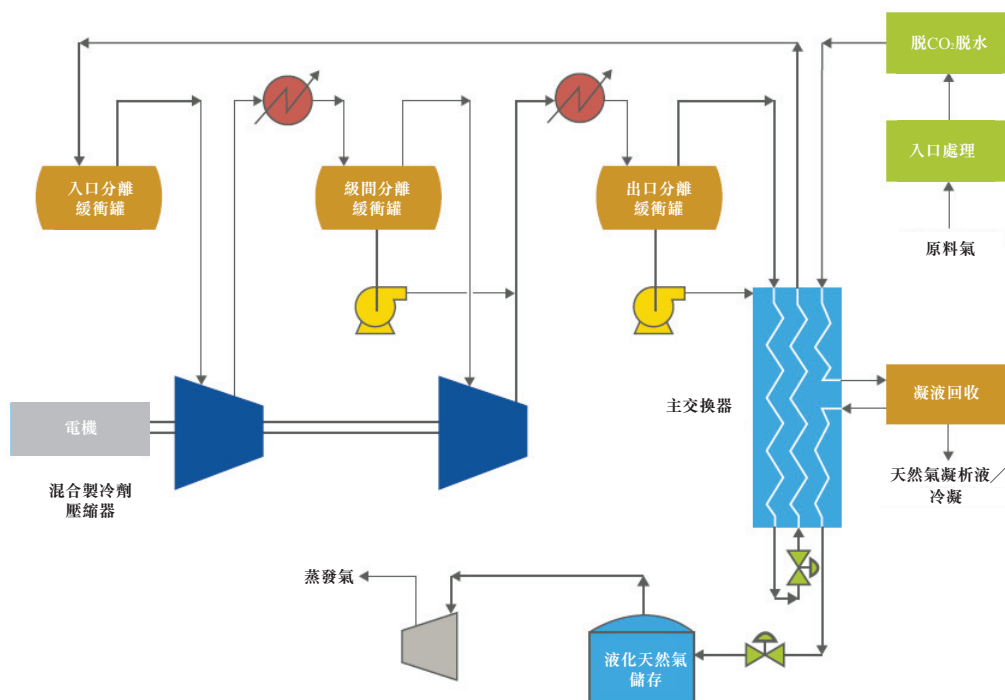 脫CO₂脫水
入口處理
原料氣
入口分離
緩衝罐
級間分離
緩衝罐
出口分離
緩衝罐
主交換器
凝液回收
天然氣凝析液／
冷凝
電機
混合製冷劑
壓縮器
蒸發氣
液化天然氣
儲存